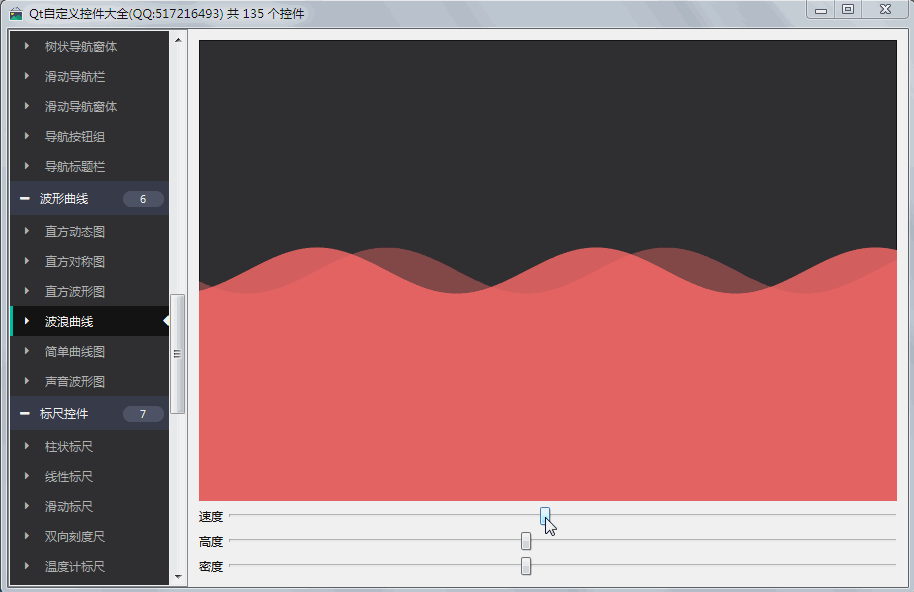 Qt自定义控件大全(QQ:517216493) 共 135 个控件
树状导航窗体
滑动导航栏
滑动导航窗体
导航按钮组
导航标题栏
波形曲线 6
直方动态图
直方对称图
直方波形图
波浪曲线
简单曲线图
声音波形图
标尺控件 7
柱状标尺
线性标尺
滑动标尺
双向刻度尺
温度计标尺
速度
高度
密度